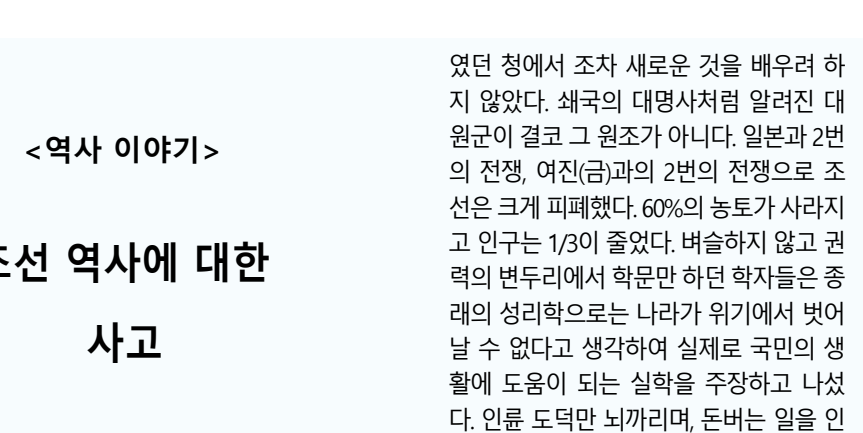 <역사 이야기>
조선 역사에 대한
사고
였던 청에서 조차 새로운 것을 배우려 하
지 않았다. 쇄국의 대명사처럼 알려진 대
원군이 결코 그 원조가 아니다. 일본과 2번
의 전쟁, 여진(금)과의 2번의 전쟁으로 조
선은 크게 피폐했다. 60%의 농토가 사라지
고 인구는 1/3이 줄었다. 벼슬하지 않고 권
력의 변두리에서 학문만 하던 학자들은 종
래의 성리학으로는 나라가 위기에서 벗어
날 수 없다고 생각하여 실제로 국민의 생
활에 도움이 되는 실학을 주장하고 나섰
다. 인륜 도덕만 뇌까리며, 돈버는 일을 인